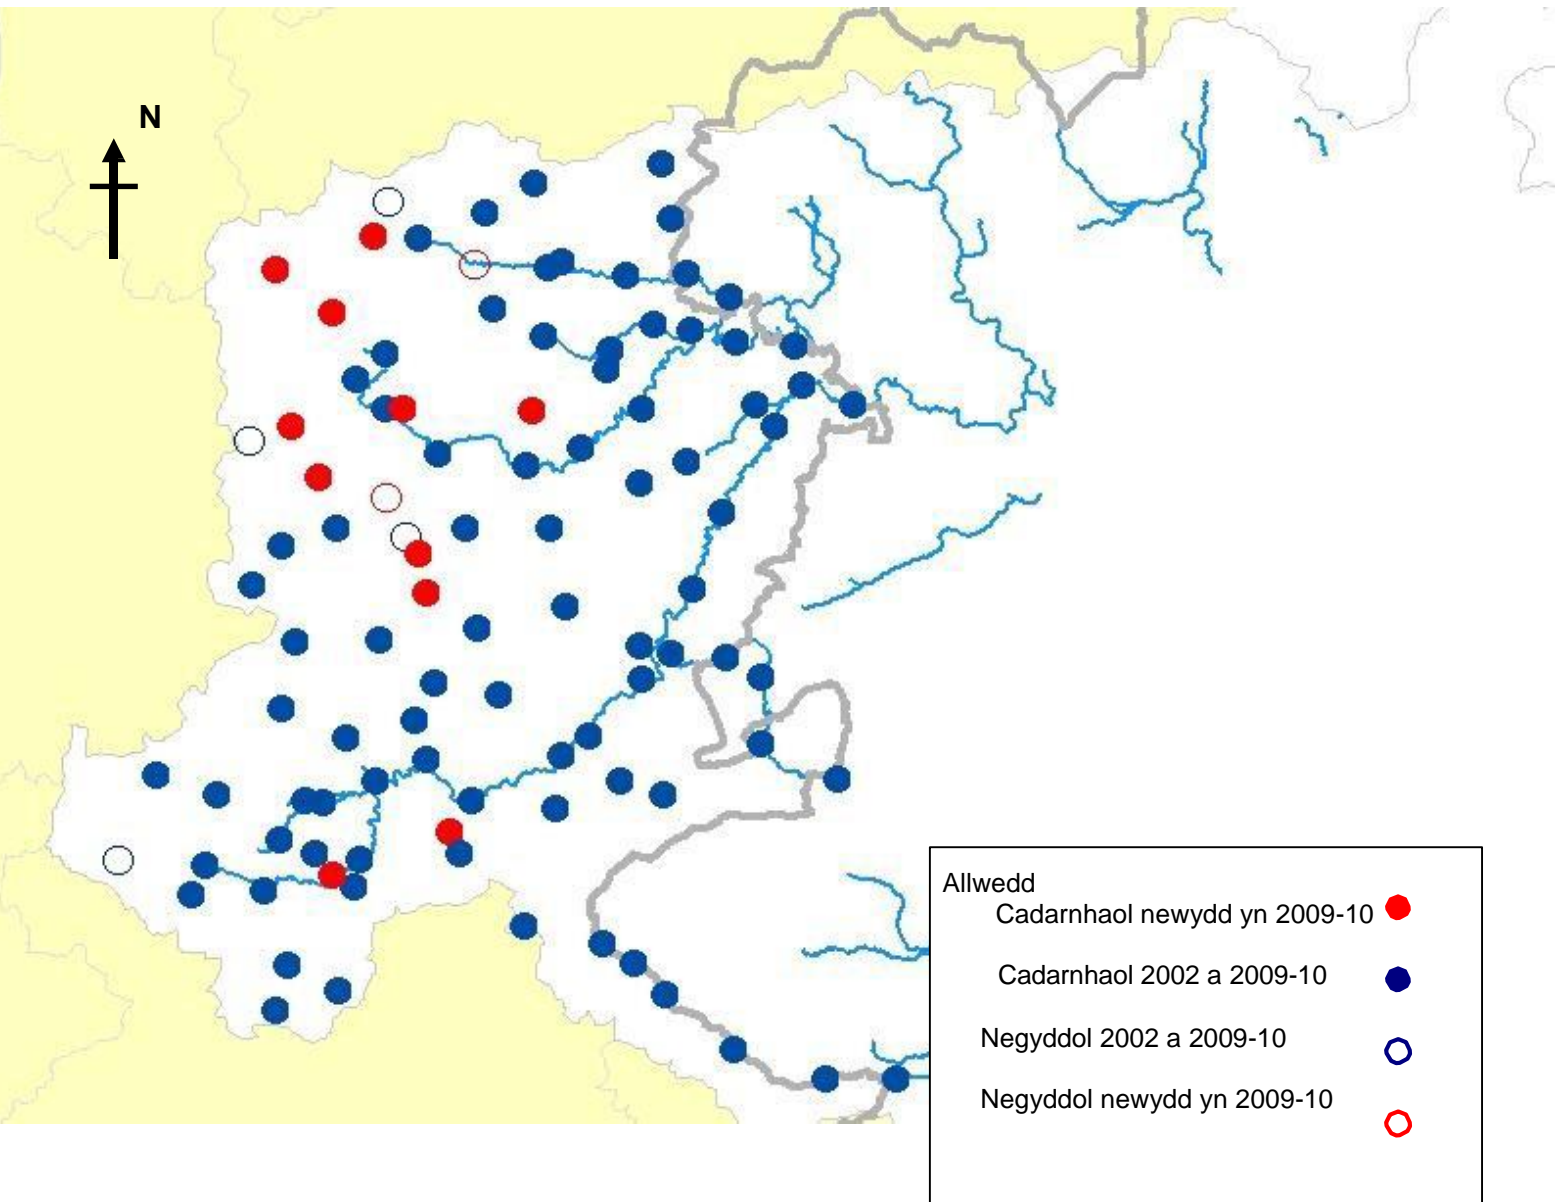 N
Allwedd
Cadarnhaol newydd yn 2009-10
Cadarnhaol 2002 a 2009-10
Negyddol 2002 a 2009-10
Negyddol newydd yn 2009-10